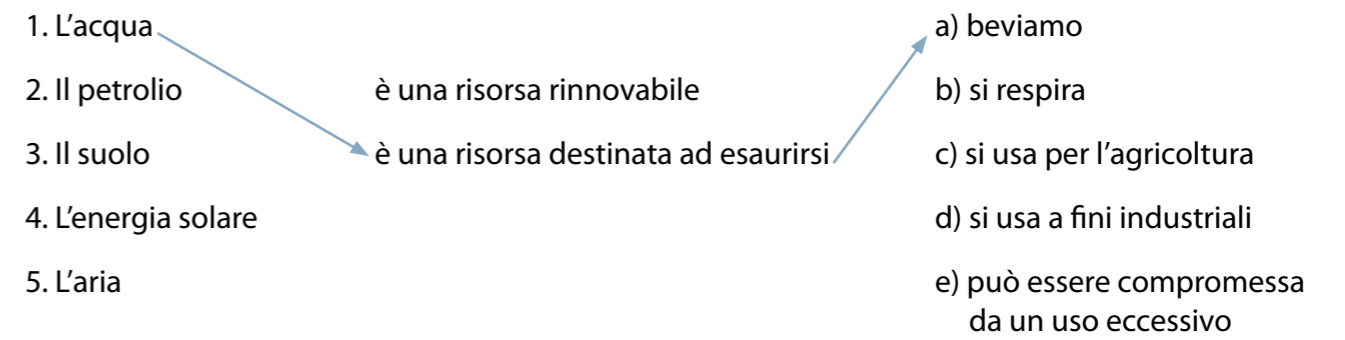 1. L’acqua a) beviamo
2. Il petrolio è una risorsa rinnovabile b) si respira
3. Il suolo è una risorsa destinata ad esaurirsi c) si usa per l’agricoltura
4. L’energia solare d) si usa a fini industriali
5. L’aria e) può essere compromessa
da un uso eccessivo